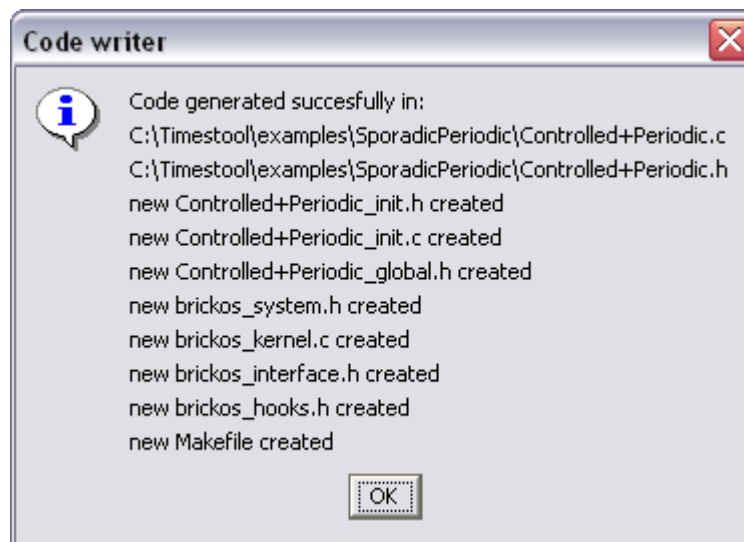 Code writer
Code generated succesfully in:
C:\Timestool\examples\SporadicPeriodic\Controlled+Periodic.c
C:\Timestool\examples\SporadicPeriodic\Controlled+Periodic.h
new Controlled+Periodic_init.h created
new Controlled+Periodic_init.c created
new Controlled+Periodic_global.h created
new brickos_system.h created
new brickos_kernel.c created
new brickos_interface.h created
new brickos_hooks.h created
new Makefile created
OK